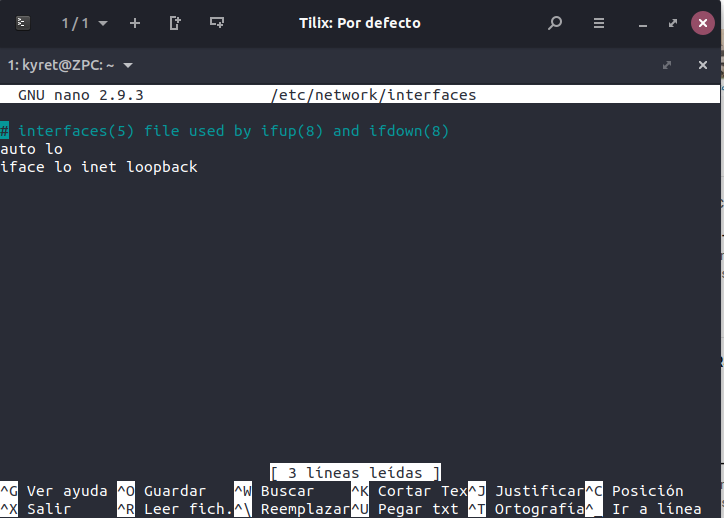 1 / 1
Tilix: Por defecto
1: kyret@ZPC: ~
GNU nano 2.9.3 /etc/network/interfaces
# interfaces(5) file used by ifup(8) and ifdown(8)
auto lo
iface lo inet loopback
[ 3 líneas leídas ]
^G Ver ayuda ^O Guardar ^W Buscar ^K Cortar Tex^J Justificar^C Posición
^X Salir ^R Leer fich.^\ Reemplazar^U Pegar txt ^T Ortografía^_ Ir a línea